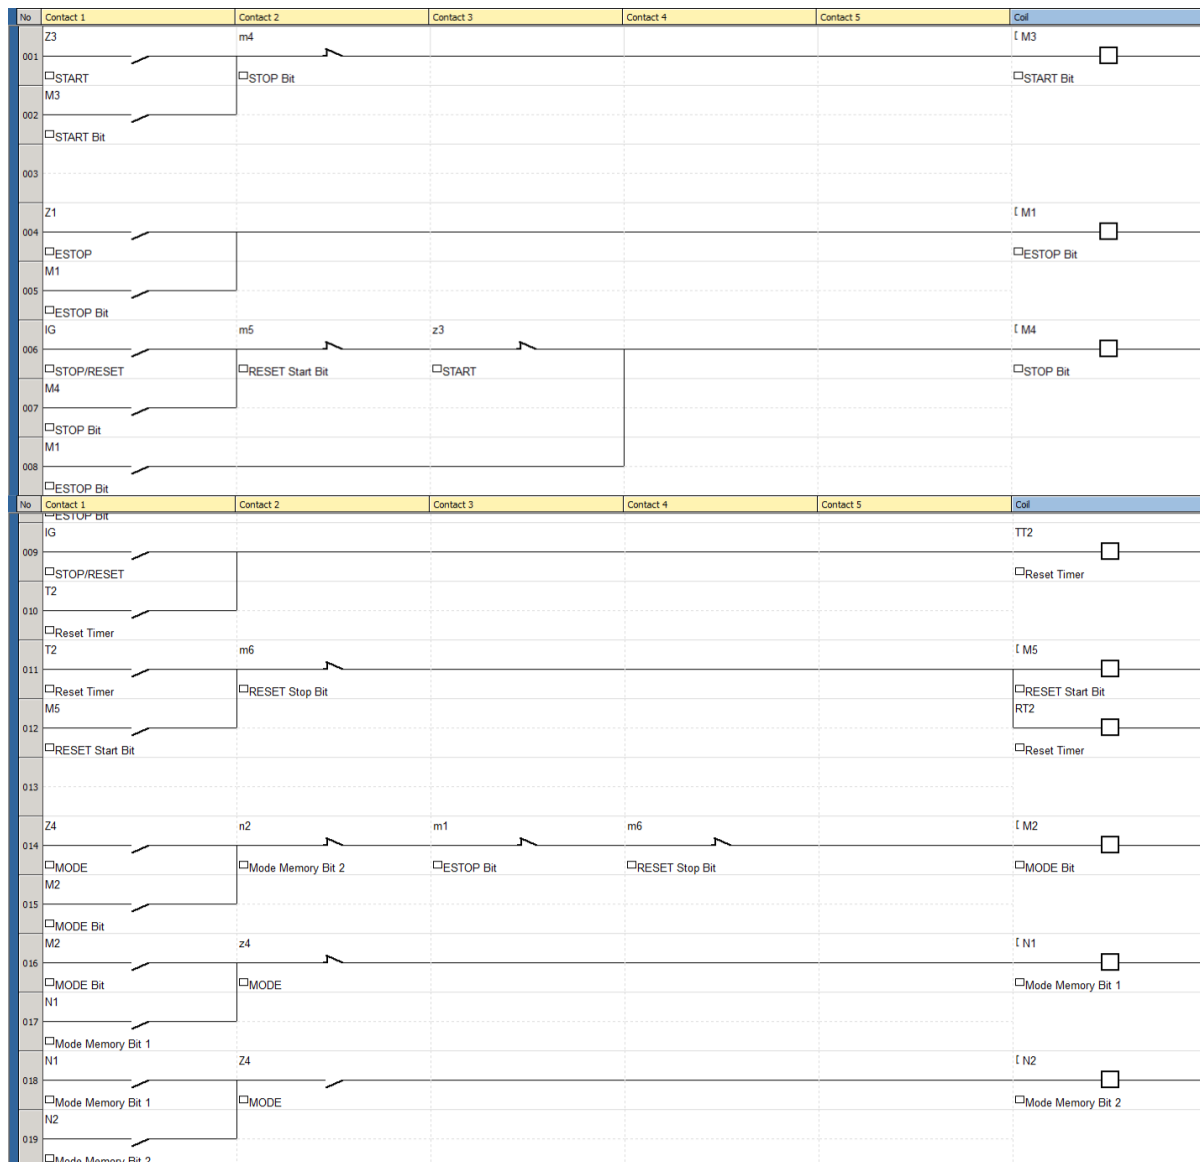 No Contact 1 Contact 2 Contact 3 Contact 4 Contact 5 Coil
Z3 m4 [ M3
001
START STOP Bit START Bit
M3
002
START Bit
003
Z1 [ M1
004
ESTOP ESTOP Bit
M1
005
ESTOP Bit
IG m5 z3 [ M4
006
STOP/RESET RESET Start Bit START STOP Bit
M4
007
STOP Bit
M1
008
ESTOP Bit
No Contact 1 Contact 2 Contact 3 Contact 4 Contact 5 Coil
ESTOP Bit
IG TT2
009
STOP/RESET Reset Timer
T2
010
Reset Timer
T2 m6 [ M5
011
Reset Timer RESET Stop Bit RESET Start Bit
M5 RT2
012
RESET Start Bit Reset Timer
013
Z4 n2 m1 m6 [ M2
014
MODE Mode Memory Bit 2 ESTOP Bit RESET Stop Bit MODE Bit
M2
015
MODE Bit
M2 z4 [ N1
016
MODE Bit MODE Mode Memory Bit 1
N1
017
Mode Memory Bit 1
N1 Z4 [ N2
018
Mode Memory Bit 1 MODE Mode Memory Bit 2
N2
019
Mode Memory Bit 2